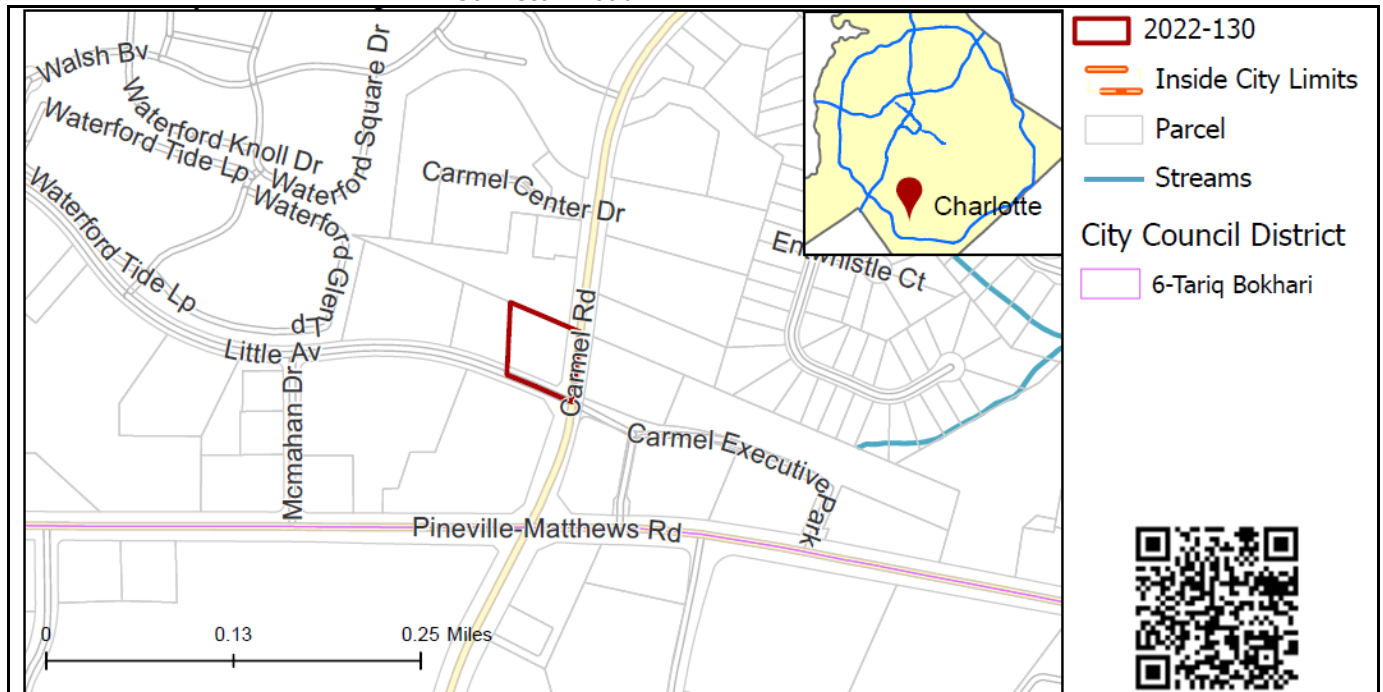 Walsh Bv
Waterford Knoll Dr
Waterford Tide Lp
Waterford Square Dr
Waterford Glen
Lp
Waterford Tide Lp
Little Av
Mcmahan Dr
Carmel Center Dr
Carmel Rd
Carmel Executive
Park
Pineville-Matthews Rd
0
0.13
0.25 Miles
Charlotte
2022-130
Inside City Limits
Parcel
Streams
City Council District
6-Tariq Bokhari